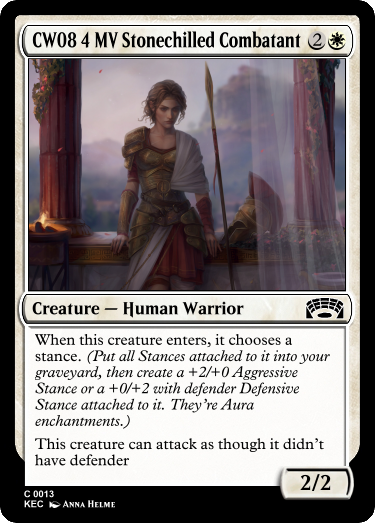 CW08 4 MV Stonechilled Combatant 2
Creature — Human Warrior
When this creature enters, it chooses a
stance. (Put all Stances attached to it into your
graveyard, then create a +2/+0 Aggressive
Stance or a +0/+2 with defender Defensive
Stance attached to it. They're Aura
enchantments.)
This creature can attack as though it didn't
have defender
2/2
C 0013
KEC Anna Helme